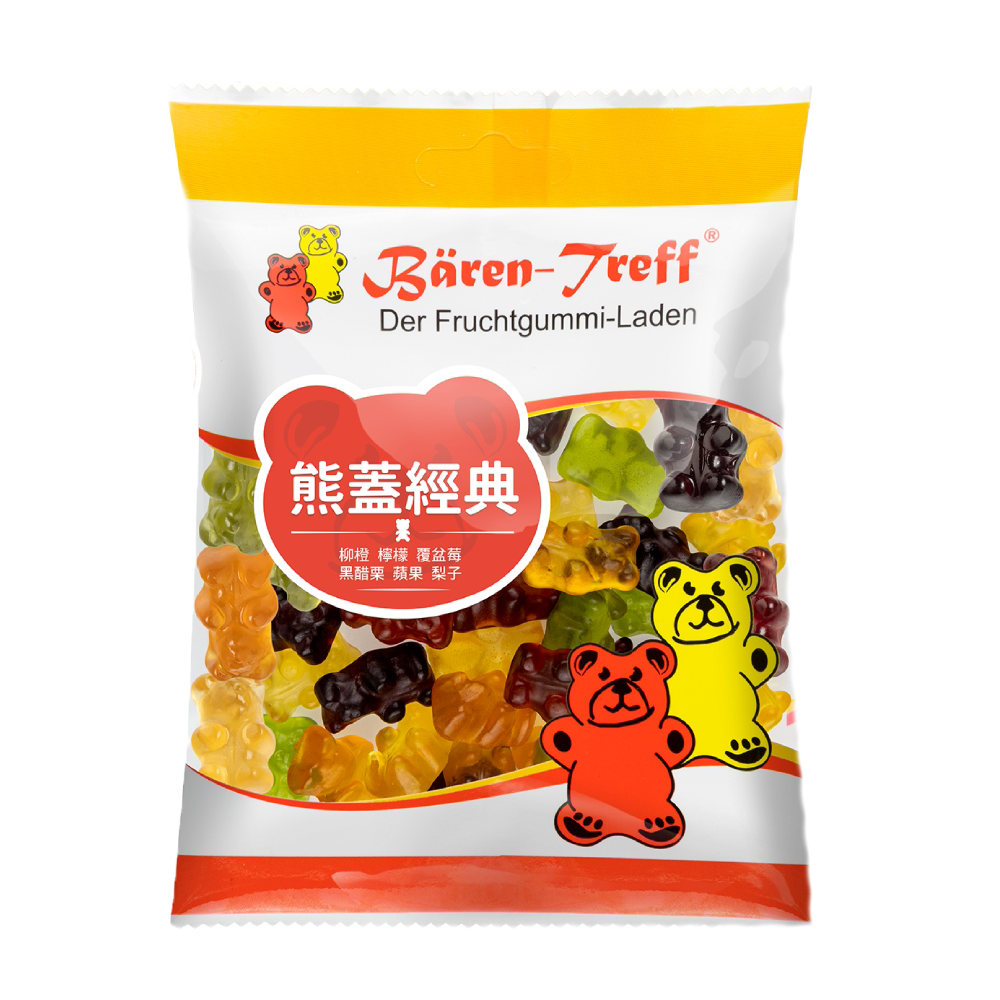 Bären-Treff®
Der Fruchtgummi-Laden
熊蓋經典
柳橙 檸檬 覆盆莓
黑醋栗 蘋果 梨子